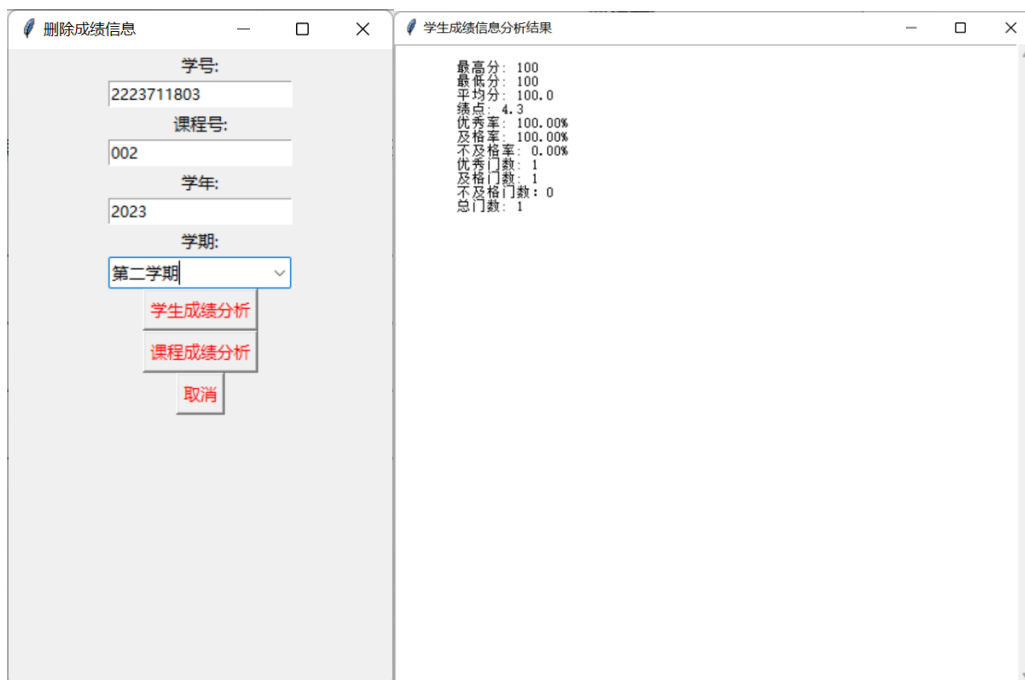 删除成绩信息
学号:
2223711803
课程号:
002
学年:
2023
学期:
第二学期
学生成绩分析
课程成绩分析
取消
学生成绩信息分析结果
最高分: 100
最低分: 100
平均分: 100.0
绩点: 4.3
优秀率: 100.00%
及格率: 100.00%
不及格率: 0.00%
优秀门数: 1
及格门数: 1
不及格门数: 0
总门数: 1